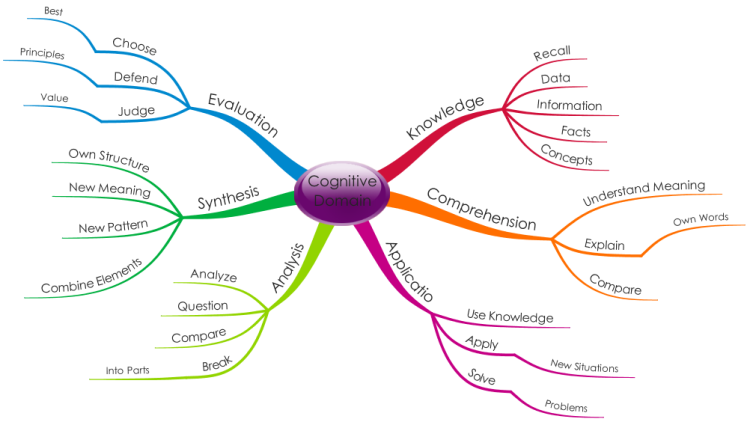 Cognitive
Domain
Knowledge
Recall
Data
Information
Facts
Concepts
Comprehension
Understand Meaning
Explain
Own Words
Compare
Applicatio
Use Knowledge
Apply
New Situations
Solve
Problems
Analysis
Analyze
Question
Compare
Break
Into Parts
Synthesis
Own Structure
New Meaning
New Pattern
Combine Elements
Evaluation
Choose
Best
Defend
Principles
Judge
Value